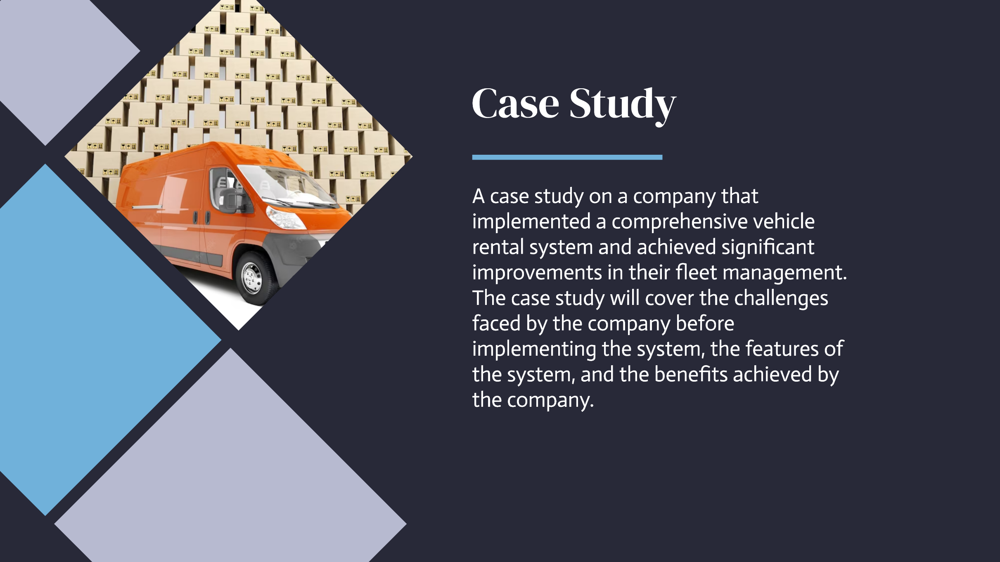 Case Study
A case study on a company that
implemented a comprehensive vehicle
rental system and achieved significant
improvements in their fleet management.
The case study will cover the challenges
faced by the company before
implementing the system, the features of
the system, and the benefits achieved by
the company.